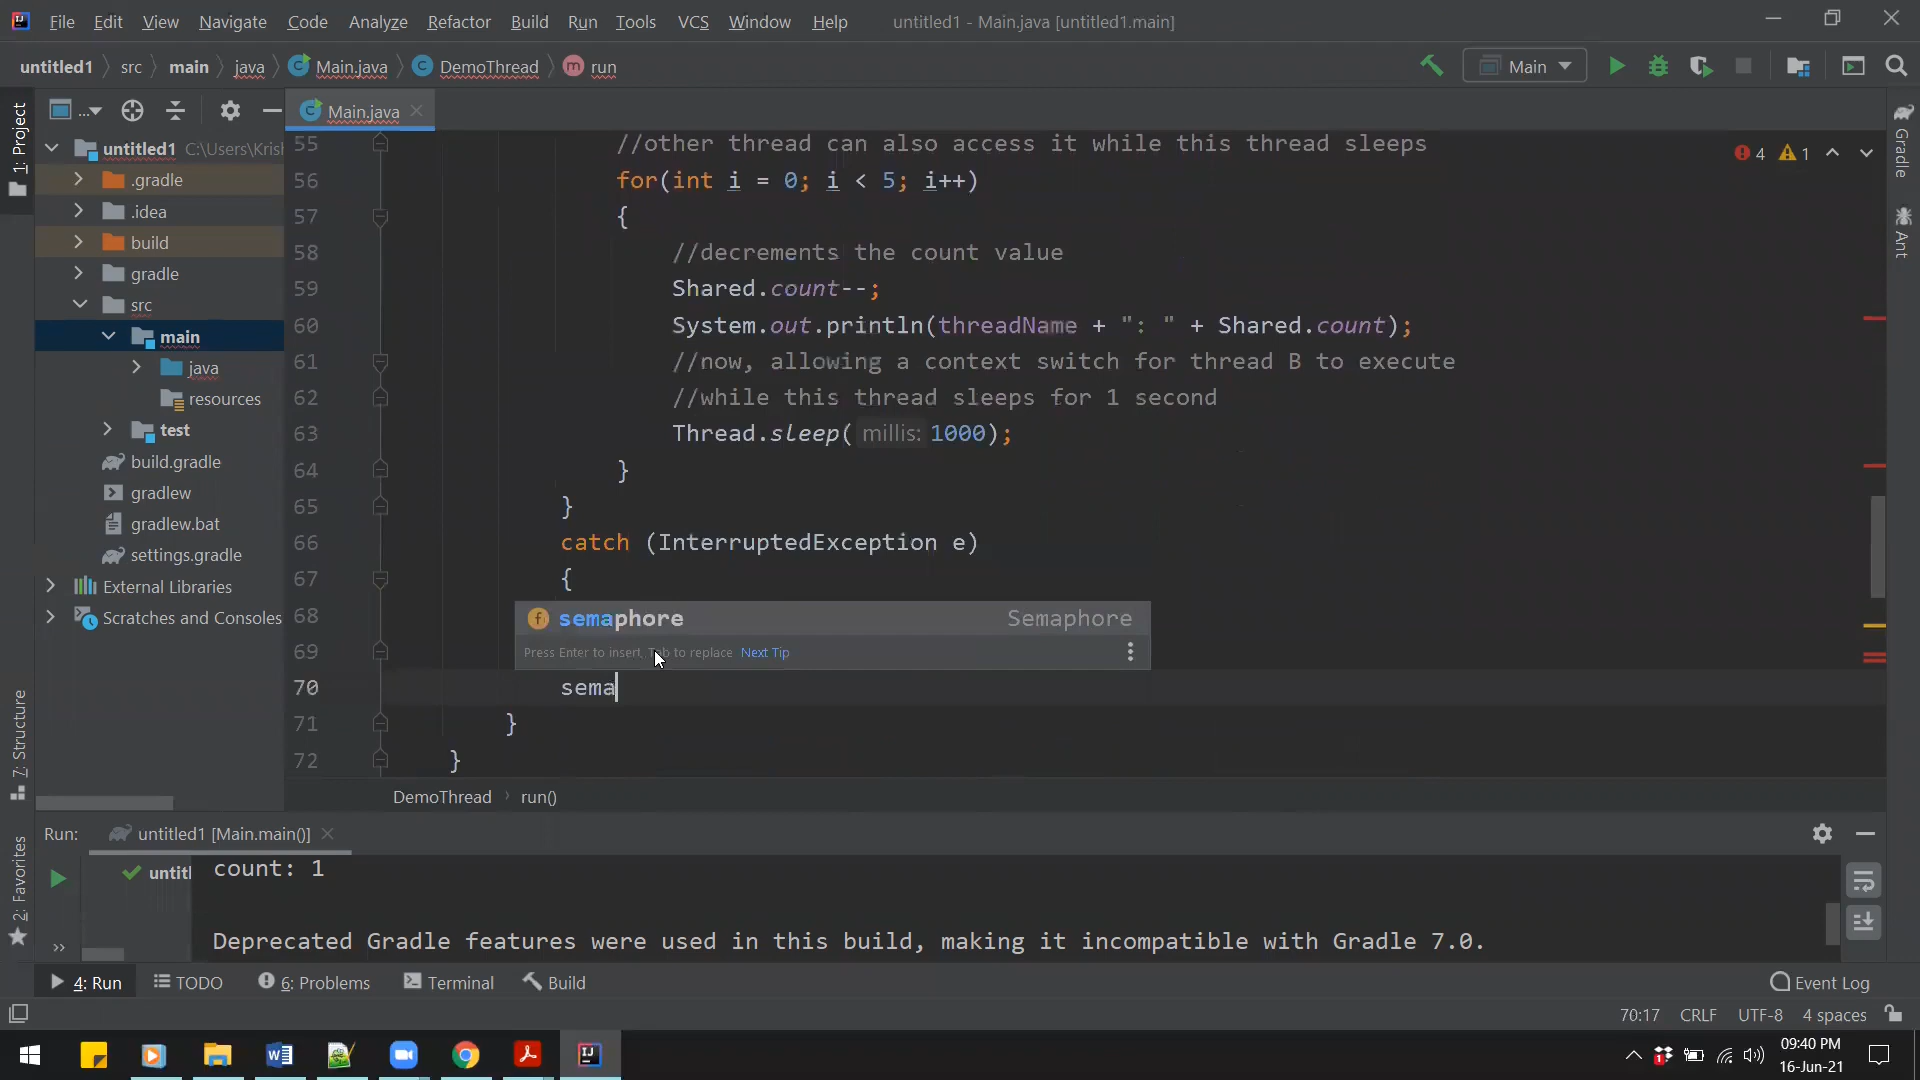 File Edit View Navigate Code Analyze Refactor Build Run Tools VCS Window Help untitled1 - Main.java [untitled1.main]
untitled1 src main java Main.java DemoThread run Main
1: Project
... Main.java
untitled1 C:\Users\Krish
.gradle
.idea
build
gradle
src
main
java
resources
test
build.gradle
gradlew
gradlew.bat
settings.gradle
External Libraries
Scratches and Consoles
4 1
55 //other thread can also access it while this thread sleeps
56 for(int i = 0; i < 5; i++)
57 {
58 //decrements the count value
59 Shared.count--;
60 System.out.println(threadName + ": " + Shared.count);
61 //now, allowing a context switch for thread B to execute
62 //while this thread sleeps for 1 second
63 Thread.sleep( millis: 1000);
64 }
65 }
66 catch (InterruptedException e)
67 {
68 semaphore Semaphore
69 Press Enter to insert, Tab to replace Next Tip
70 sema
71 }
72 }
DemoThread run()
Gradle
Ant
7: Structure
2: Favorites
Run: untitled1 [Main.main()]
untitl count: 1
Deprecated Gradle features were used in this build, making it incompatible with Gradle 7.0.
4: Run TODO 6: Problems Terminal Build Event Log
70:17 CRLF UTF-8 4 spaces
09:40 PM
16-Jun-21